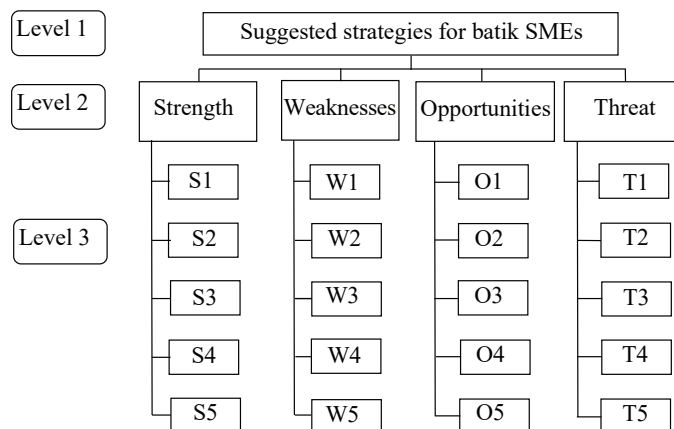 Level 1
Suggested strategies for batik SMEs
Level 2
Strength
Weaknesses
Opportunities
Threat
Level 3
S1
W1
O1
T1
S2
W2
O2
T2
S3
W3
O3
T3
S4
W4
O4
T4
S5
W5
O5
T5